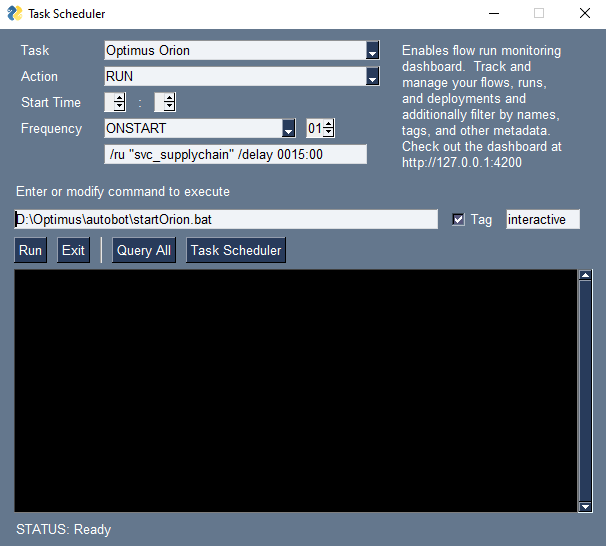 Task Scheduler
Task
Optimus Orion
Action
RUN
Start Time
:
Frequency
ONSTART
01
/ru "svc_supplychain" /delay 0015:00
Enables flow run monitoring
dashboard.  Track and
manage your flows, runs,
and deployments and
additionally filter by names,
tags, and other metadata.
Check out the dashboard at
http://127.0.0.1:4200
Enter or modify command to execute
D:\Optimus\autobot\startOrion.bat
Tag
interactive
Run
Exit
Query All
Task Scheduler
STATUS: Ready